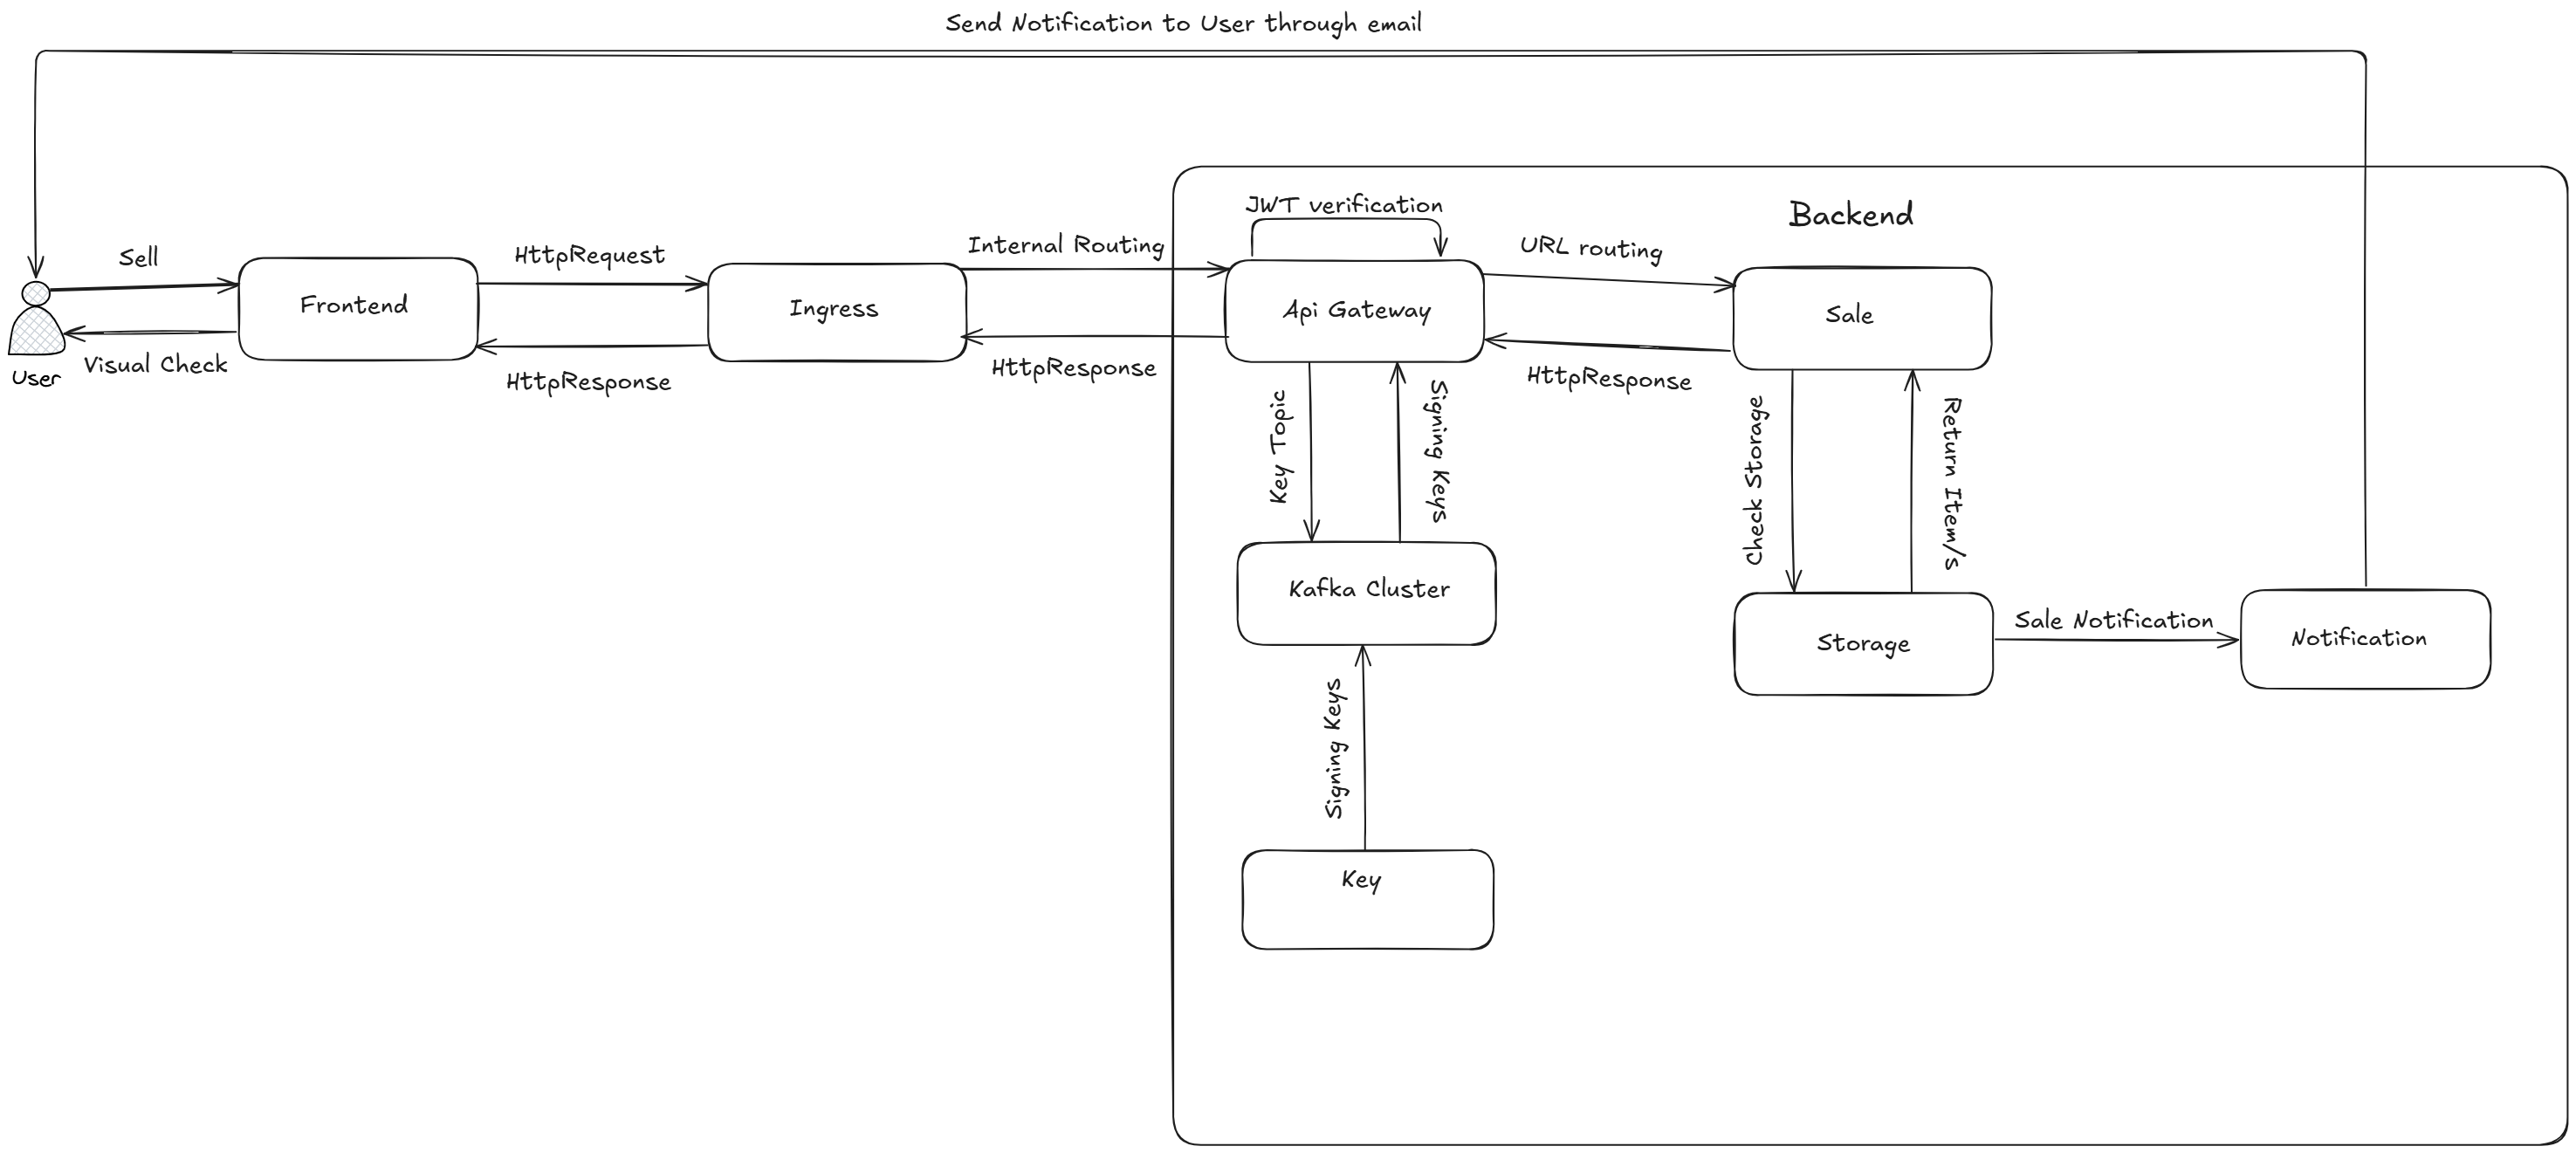 Send Notification to User through email
JWT verification
Backend
Sell
HttpRequest
Internal Routing
URL routing
Frontend
Ingress
Api Gateway
Sale
User
Visual Check
HttpResponse
HttpResponse
HttpResponse
Key Topic
Signing Keys
Check Storage
Return Item/s
Kafka Cluster
Storage
Sale Notification
Notification
Signing Keys
Key